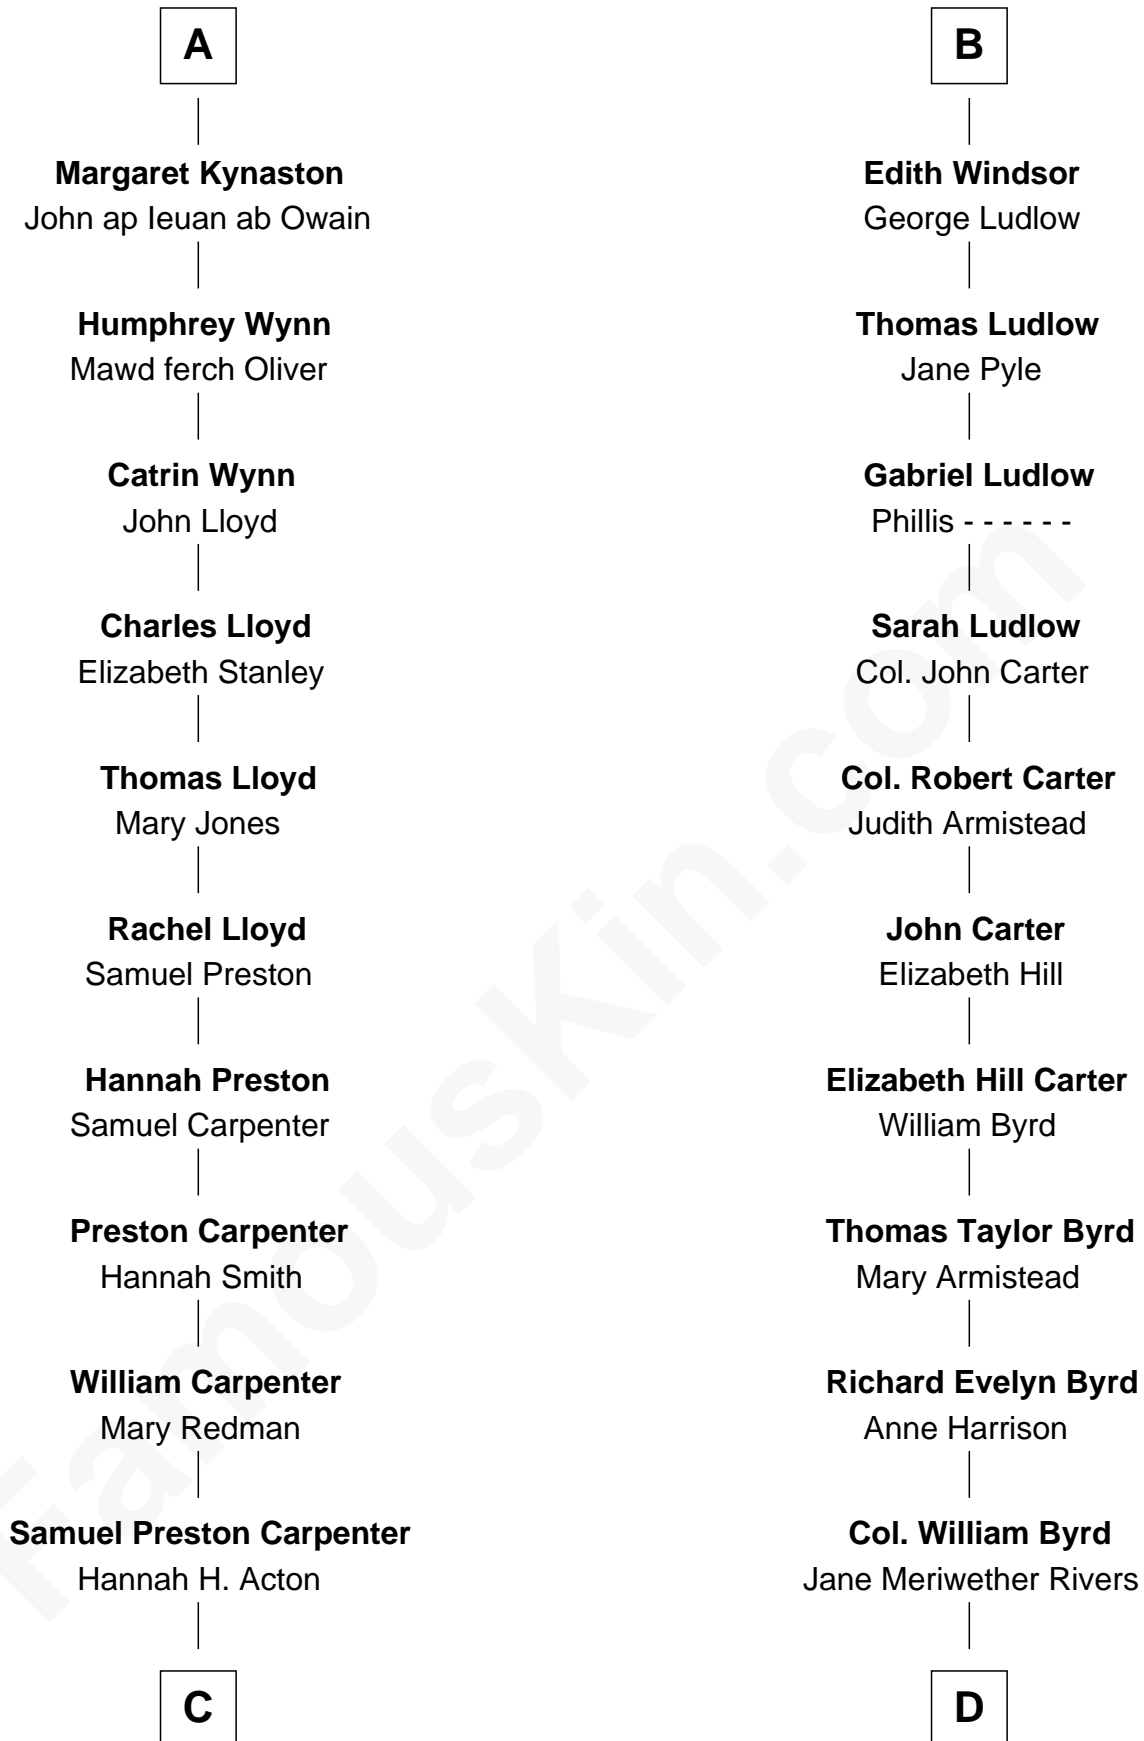 A
Margaret Kynaston
John ap Ieuan ab Owain
Humphrey Wynn
Mawd ferch Oliver
Catrin Wynn
John Lloyd
Charles Lloyd
Elizabeth Stanley
Thomas Lloyd
Mary Jones
Rachel Lloyd
Samuel Preston
Hannah Preston
Samuel Carpenter
Preston Carpenter
Hannah Smith
William Carpenter
Mary Redman
Samuel Preston Carpenter
Hannah H. Acton
C
B
Edith Windsor
George Ludlow
Thomas Ludlow
Jane Pyle
Gabriel Ludlow
Phillis - - - - - -
Sarah Ludlow
Col. John Carter
Col. Robert Carter
Judith Armistead
John Carter
Elizabeth Hill
Elizabeth Hill Carter
William Byrd
Thomas Taylor Byrd
Mary Armistead
Richard Evelyn Byrd
Anne Harrison
Col. William Byrd
Jane Meriwether Rivers
D
FamousKin.com